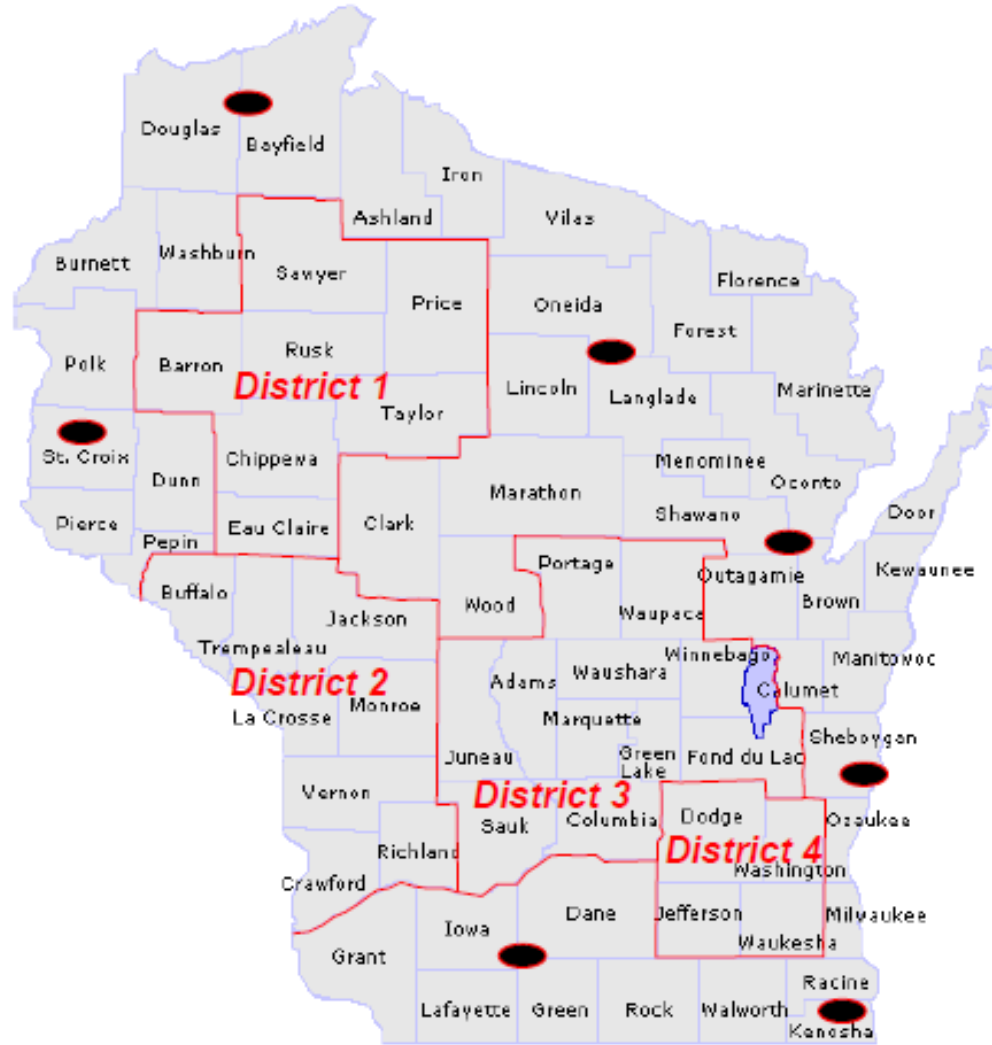 Douglas
Bayfield
Iron
Ashland
Vilas
Washburn
Burnett
Sawyer
Florence
Price
Oneida
Forest
Rusk
Polk
Barron
District 1
Lincoln
Langlade
Marinette
Taylor
St. Croix
Chippewa
Menominee
Dunn
Marathon
Oconto
Pierce
Eau Claire
Clark
Shawano
Door
Pepin
Portage
Outagamie
Kewaunee
Buffalo
Wood
Brown
Jackson
Waupaca
Trempealeau
Winnebago
Manitowoc
District 2
Adams
Waushara
Calumet
La Crosse
Monroe
Marquette
Sheboygan
Juneau
Green
Lake
Fond du Lac
Vernon
District 3
Sauk
Columbia
Dodge
Ozaukee
Richland
District 4
Washington
Crawford
Iowa
Dane
Jefferson
Milwaukee
Waukesha
Grant
Racine
Lafayette
Green
Rock
Walworth
Kenosha